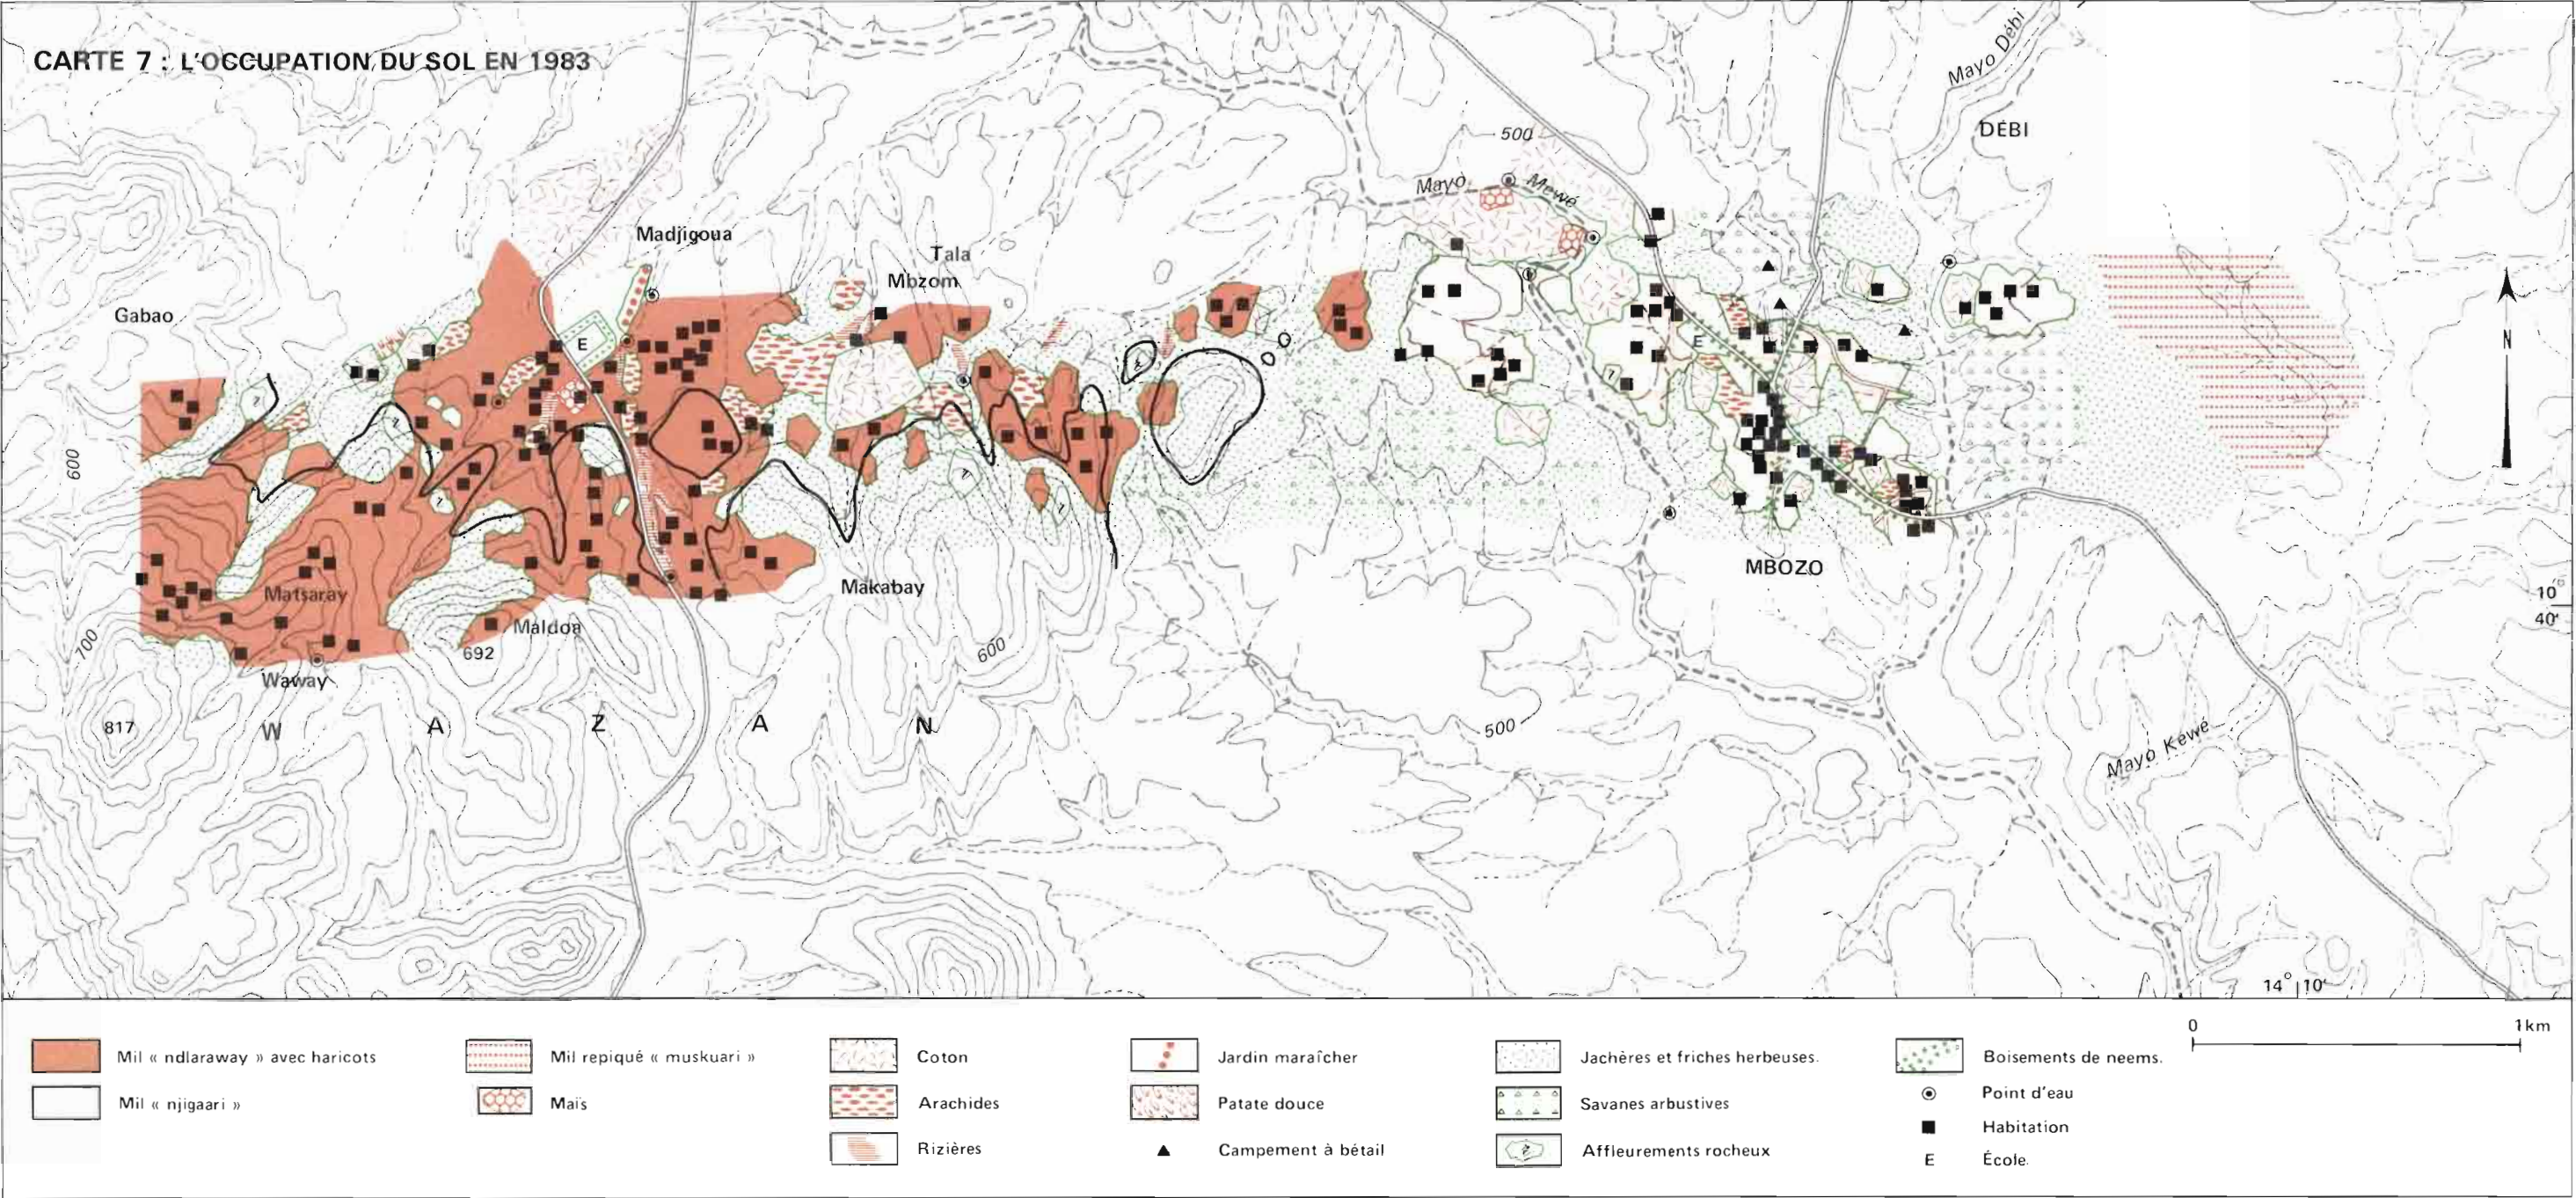 CARTE 7 : L'OCCUPATION DU SOL EN 1983
Mayo Débi
DÉBI
500
Mayo Mewé
Madjigoua
Tala
Mbzom
Gabao
E
E
N
600
MBOZO
Matsaray
Makabay
10°
40'
Maldoa
700
692
600
Waway
817
W A Z A N
500
Mayo Kewé
14° 10'
0 1km
Mil « ndlaraway » avec haricots
Mil « njigaari »
Mil repiqué « muskuari »
Maïs
Coton
Arachides
Rizières
Jardin maraîcher
Patate douce
Campement à bétail
Jachères et friches herbeuses.
Savanes arbustives
Affleurements rocheux
Boisements de neems.
Point d'eau
Habitation
E École.